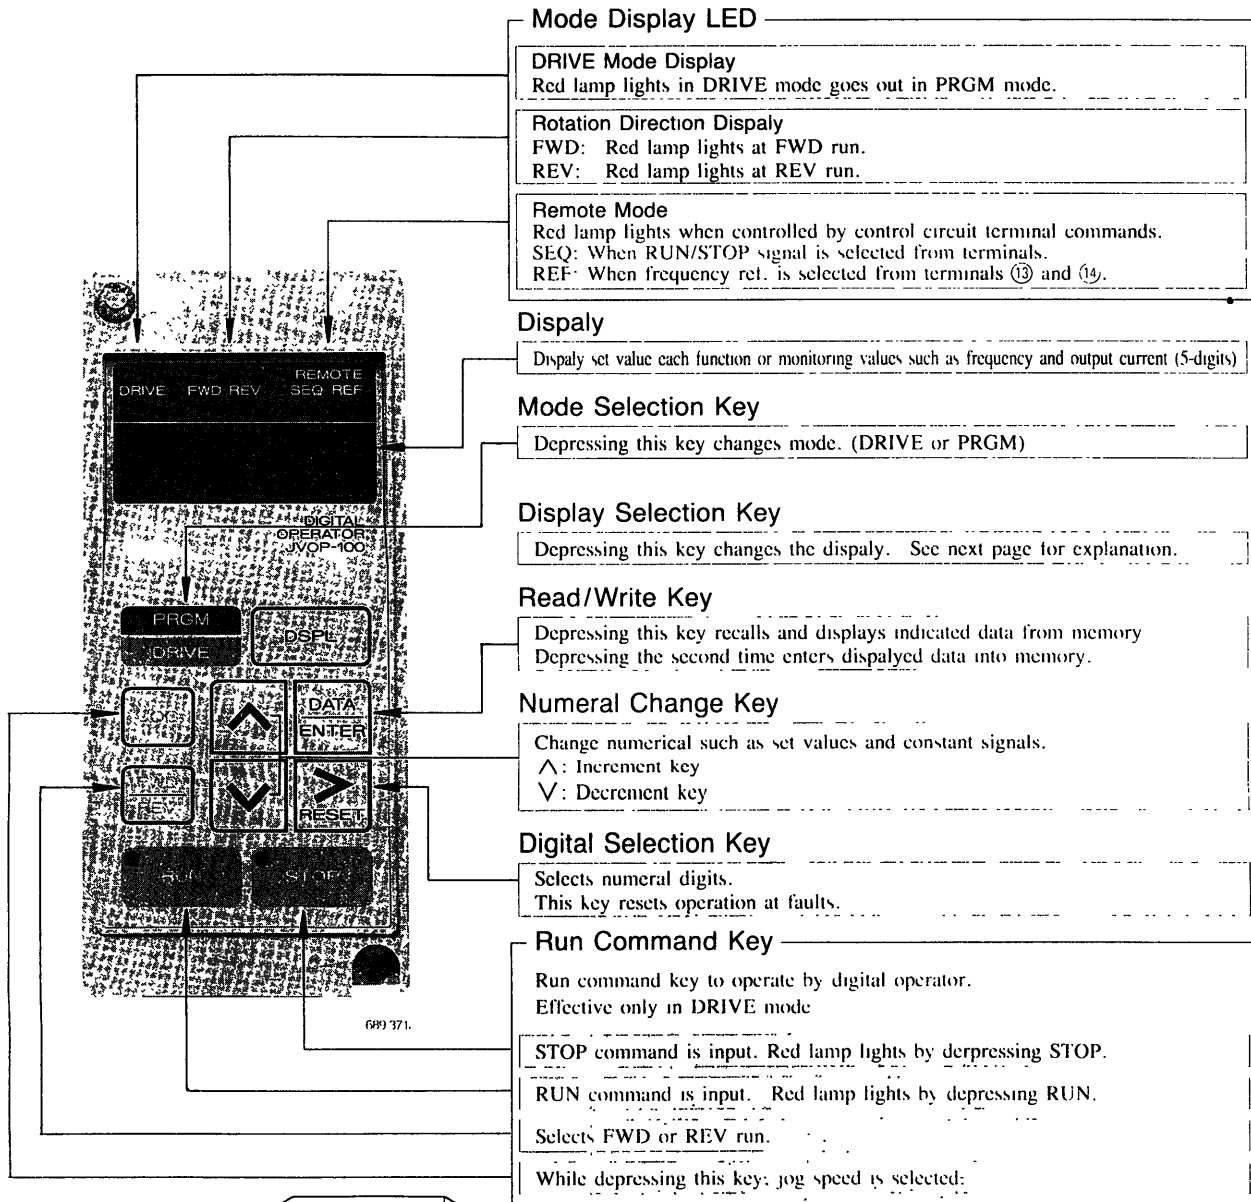 Mode Display LED
DRIVE Mode Display
Red lamp lights in DRIVE mode goes out in PRGM mode.
Rotation Direction Dispaly
FWD: Red lamp lights at FWD run.
REV: Red lamp lights at REV run.
Remote Mode
Red lamp lights when controlled by control circuit terminal commands.
SEQ: When RUN/STOP signal is selected from terminals.
REF: When frequency ref. is selected from terminals ⑬ and ⑭.
Dispaly
Dispaly set value each function or monitoring values such as frequency and output current (5-digits)
Mode Selection Key
Depressing this key changes mode. (DRIVE or PRGM)
Display Selection Key
Depressing this key changes the dispaly. See next page for explanation.
Read/Write Key
Depressing this key recalls and displays indicated data from memory
Depressing the second time enters dispalyed data into memory.
Numeral Change Key
Change numerical such as set values and constant signals.
∧: Increment key
∨: Decrement key
Digital Selection Key
Selects numeral digits.
This key resets operation at faults.
Run Command Key
Run command key to operate by digital operator.
Effective only in DRIVE mode
STOP command is input. Red lamp lights by derpressing STOP.
RUN command is input. Red lamp lights by depressing RUN.
Selects FWD or REV run.
While depressing this key; jog speed is selected:
REMOTE
DRIVE FWD REV SEQ REF
DIGITAL
OPERATOR
JVOP-100
PRGM
DRIVE
DSPL
DATA
ENTER
REV
RESET
RUN
STOP
689 371.